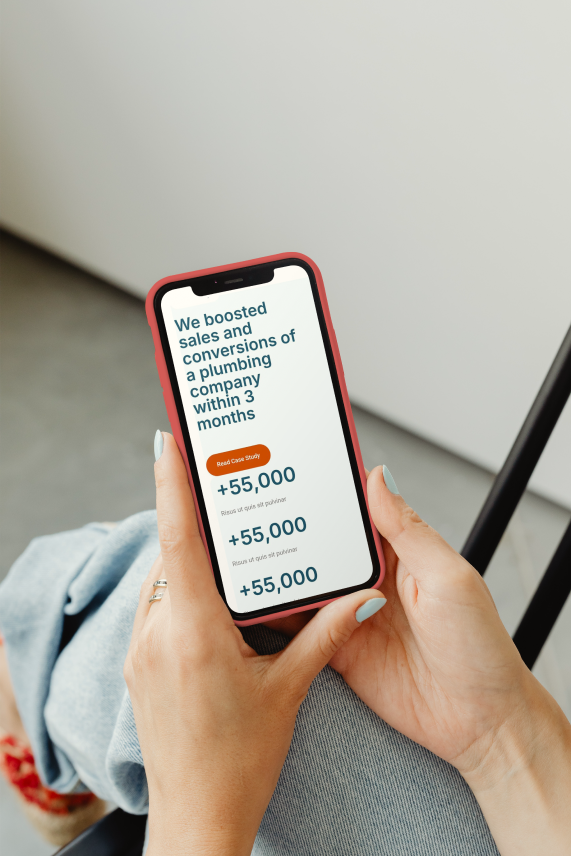 We boosted
sales and
conversions of
a plumbing
company
within 3
months
Read Case Study
+55,000
Risus ut quis sit pulvinar
+55,000
Risus ut quis sit pulvinar
+55,000